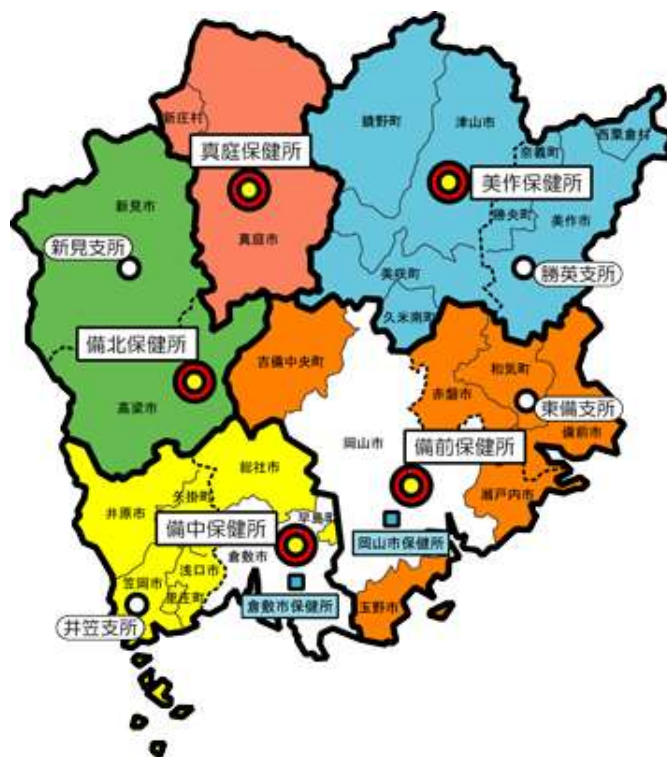 鏡野町
津山市
西粟倉村
新庄村
奈義町
真庭保健所
美作保健所
新見市
勝央町
美作市
真庭市
新見支所
勝英支所
美咲町
久米南町
備北保健所
吉備中央町
和気町
赤磐市
東備支所
高梁市
岡山市
備前市
備前保健所
総社市
矢掛町
瀬戸内市
井原市
早島町
備中保健所
岡山市保健所
倉敷市
浅口市
笠岡市
里庄町
倉敷市保健所
玉野市
井笠支所